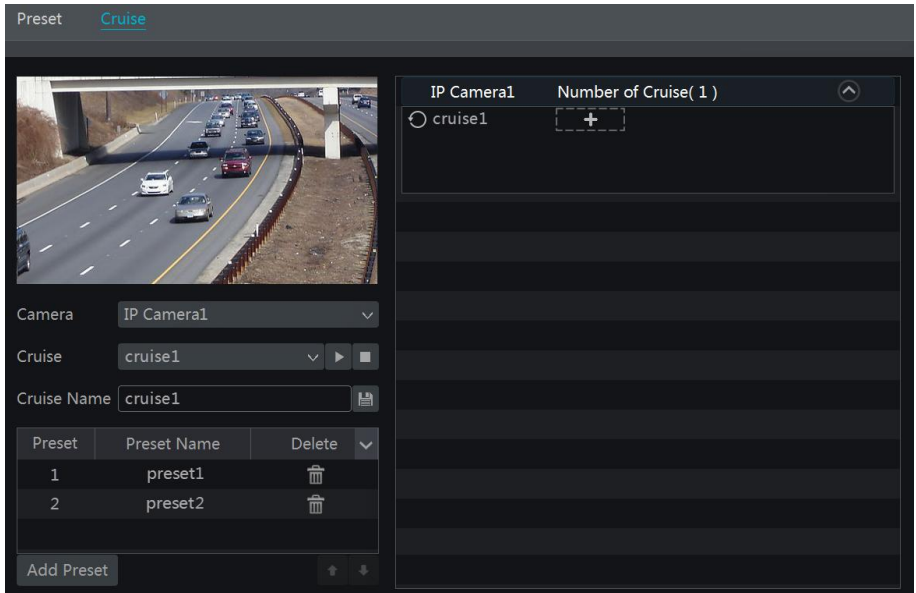 Preset Cruise
IP Camera1 Number of Cruise( 1 )
cruise1
Camera IP Camera1
Cruise cruise1
Cruise Name cruise1
Preset Preset Name Delete
1 preset1
2 preset2
Add Preset